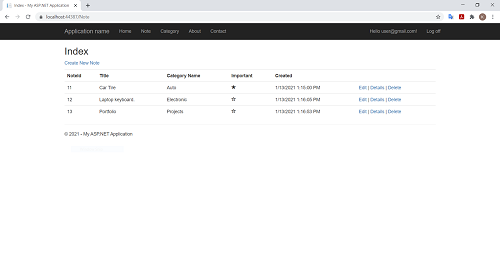 Index - My ASP.NET Application
localhost:44387/Note
Application name Home Note Category About Contact Hello user@gmail.com! Log off
Index
Create New Note
NoteId Title Category Name Important Created
11 Car Tire Auto ★ 1/13/2021 1:15:00 PM Edit | Details | Delete
12 Laptop keyboard Electronic ☆ 1/13/2021 1:16:05 PM Edit | Details | Delete
13 Portfolio Projects ☆ 1/13/2021 1:16:53 PM Edit | Details | Delete
© 2021 - My ASP.NET Application